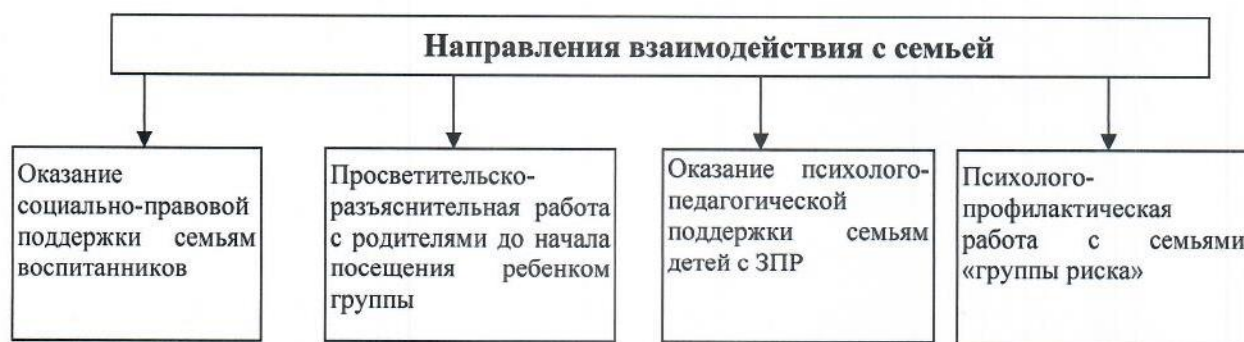 Направления взаимодействия с семьей
Оказание
социально-правовой
поддержки семьям
воспитанников
Просветительско-
разъяснительная работа
с родителями до начала
посещения ребенком
группы
Оказание психолого-
педагогической
поддержки семьям
детей с ЗПР
Психолого-
профилактическая
работа с семьями
«группы риска»